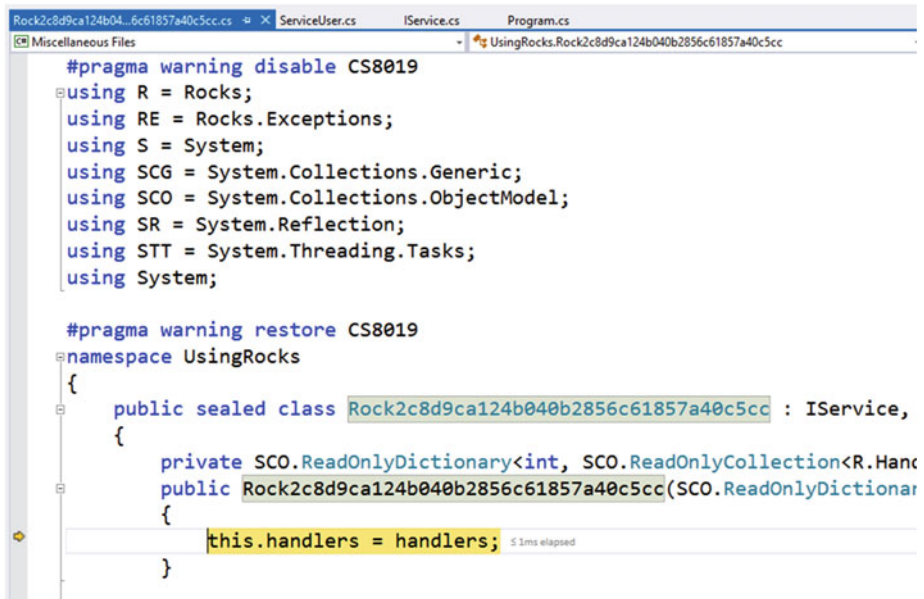 Rock2c8d9ca124b04...6c61857a40c5cc.cs ServiceUser.cs IService.cs Program.cs
C# Miscellaneous Files UsingRocks.Rock2c8d9ca124b040b2856c61857a40c5cc
#pragma warning disable CS8019
using R = Rocks;
using RE = Rocks.Exceptions;
using S = System;
using SCG = System.Collections.Generic;
using SCO = System.Collections.ObjectModel;
using SR = System.Reflection;
using STT = System.Threading.Tasks;
using System;
#pragma warning restore CS8019
namespace UsingRocks
{
public sealed class Rock2c8d9ca124b040b2856c61857a40c5cc : IService,
{
private SCO.ReadOnlyDictionary<int, SCO.ReadOnlyCollection<R.Hand
public Rock2c8d9ca124b040b2856c61857a40c5cc(SCO.ReadOnlyDictionar
{
this.handlers = handlers; ≤ 1ms elapsed
}